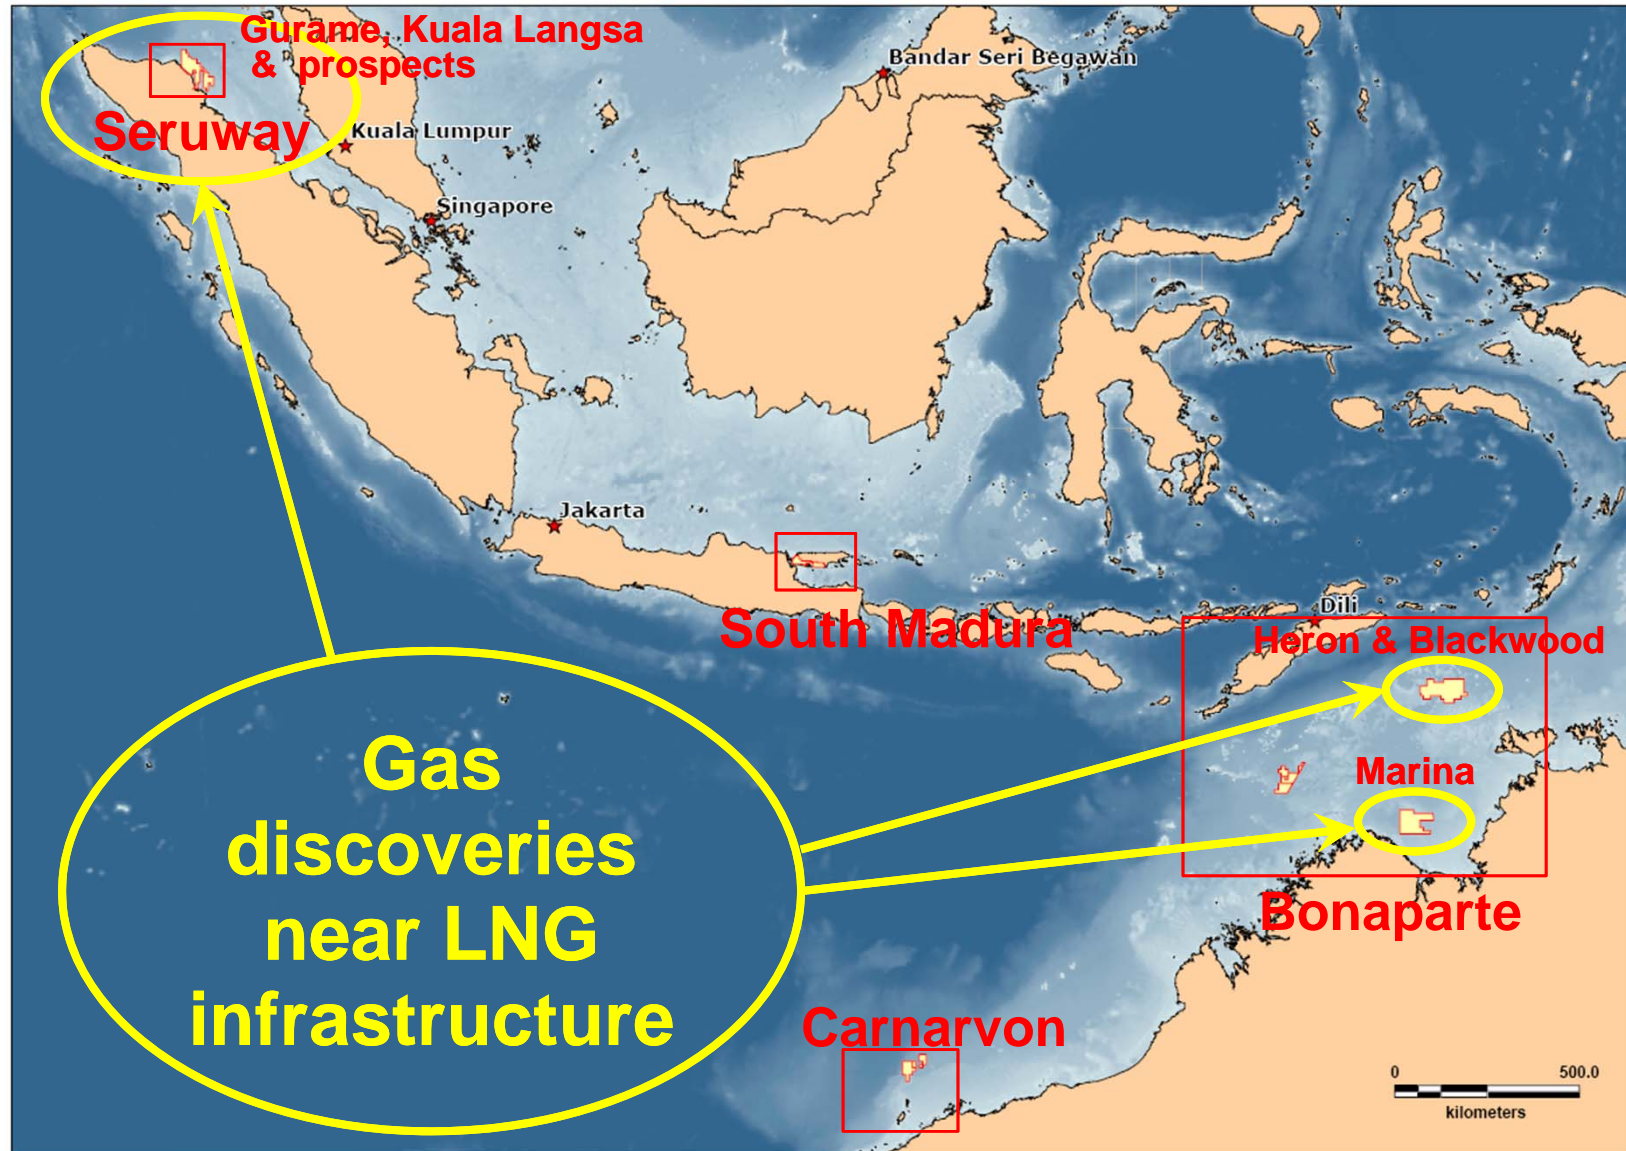 Gurame, Kuala Langsa
& prospects
Bandar Seri Begawan
Seruway
Kuala Lumpur
Singapore
Jakarta
Dili
South Madura
Heron & Blackwood
Gas
discoveries
near LNG
infrastructure
Marina
Bonaparte
Carnarvon
0 500.0
kilometers